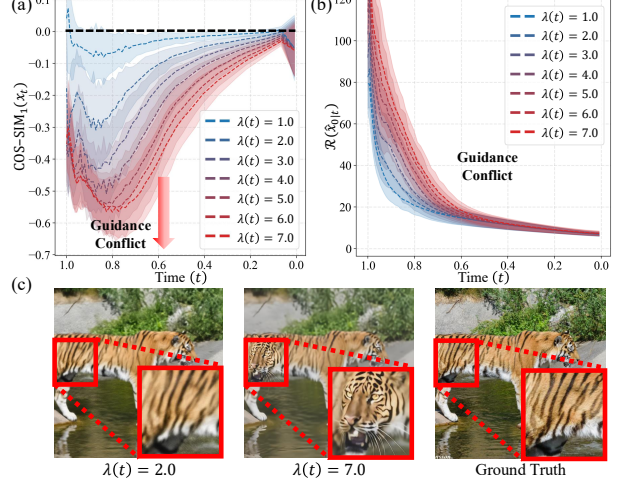 (a)
0.1
0.0
−0.1
−0.2
−0.3
−0.4
−0.5
−0.6
−0.7
COS−SIM₁(xₜ)
λ(t) = 1.0
λ(t) = 2.0
λ(t) = 3.0
λ(t) = 4.0
λ(t) = 5.0
λ(t) = 6.0
λ(t) = 7.0
Guidance
Conflict
1.0 0.8 0.6 0.4 0.2 0.0
Time (t)
(b)
120
100
80
60
40
20
0
ℛ(x̂₀|ₜ)
λ(t) = 1.0
λ(t) = 2.0
λ(t) = 3.0
λ(t) = 4.0
λ(t) = 5.0
λ(t) = 6.0
λ(t) = 7.0
Guidance
Conflict
1.0 0.8 0.6 0.4 0.2 0.0
Time (t)
(c)
λ(t) = 2.0
λ(t) = 7.0
Ground Truth